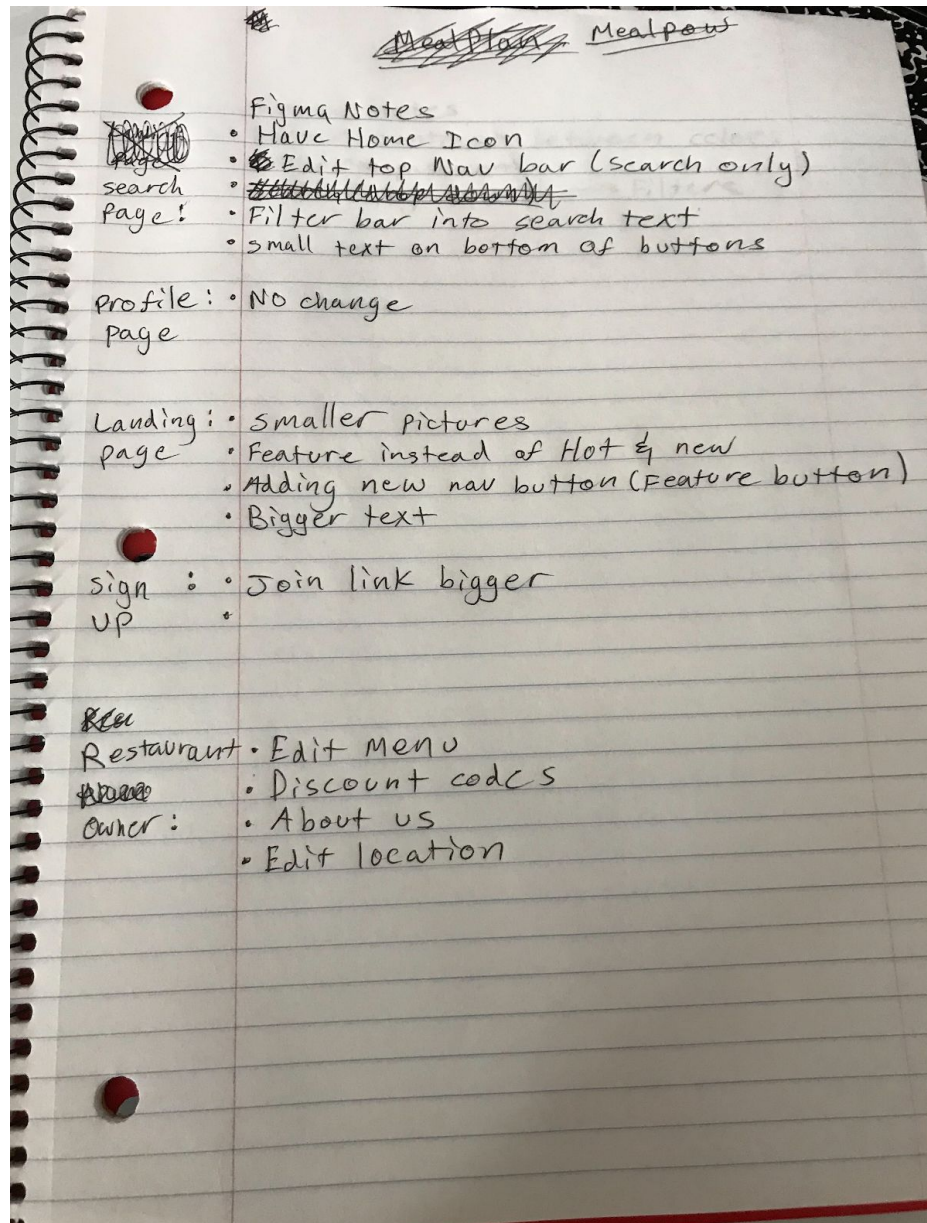 MealPlan Mealpow
Figma Notes
• Have Home Icon
page • Edit top Nav bar (search only)
search •
Page: • Filter bar into search text
• small text on bottom of buttons
profile: • No change
page
Landing: • smaller pictures
page • Feature instead of Hot & new
• Adding new nav button (Feature button)
• Bigger text
sign : • Join link bigger
up •
Restaurant • Edit Menu
• Discount codes
owner: • About us
• Edit location